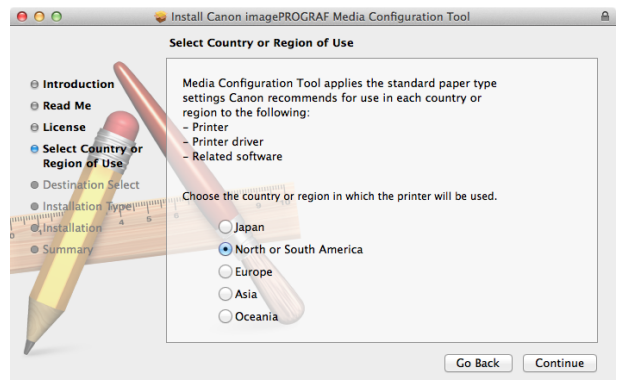 Install Canon imagePROGRAF Media Configuration Tool
Select Country or Region of Use
Introduction
Read Me
License
Select Country or
Region of Use
Destination Select
Installation Type
Installation
Summary
Media Configuration Tool applies the standard paper type
settings Canon recommends for use in each country or
region to the following:
– Printer
– Printer driver
– Related software
Choose the country or region in which the printer will be used.
Japan
North or South America
Europe
Asia
Oceania
Go Back
Continue